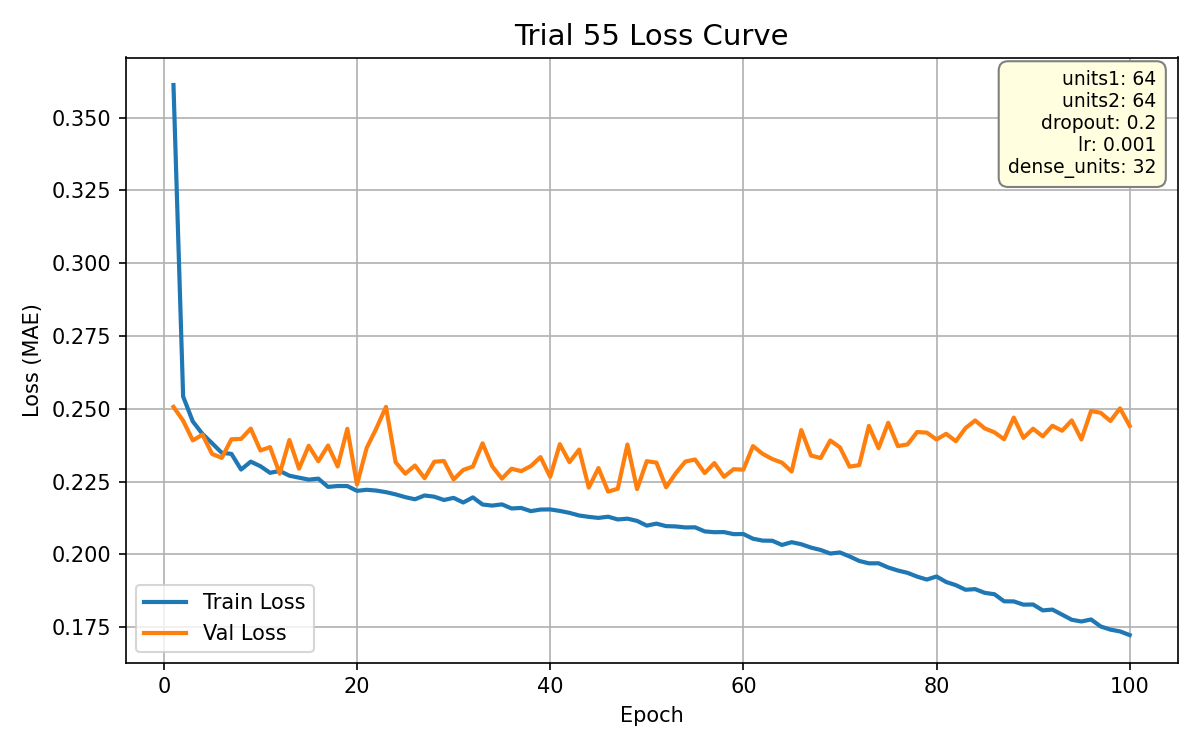 Trial 55 Loss Curve
units1: 64
units2: 64
dropout: 0.2
lr: 0.001
dense_units: 32
Loss (MAE)
0.350
0.325
0.300
0.275
0.250
0.225
0.200
0.175
Train Loss
Val Loss
0 20 40 60 80 100
Epoch